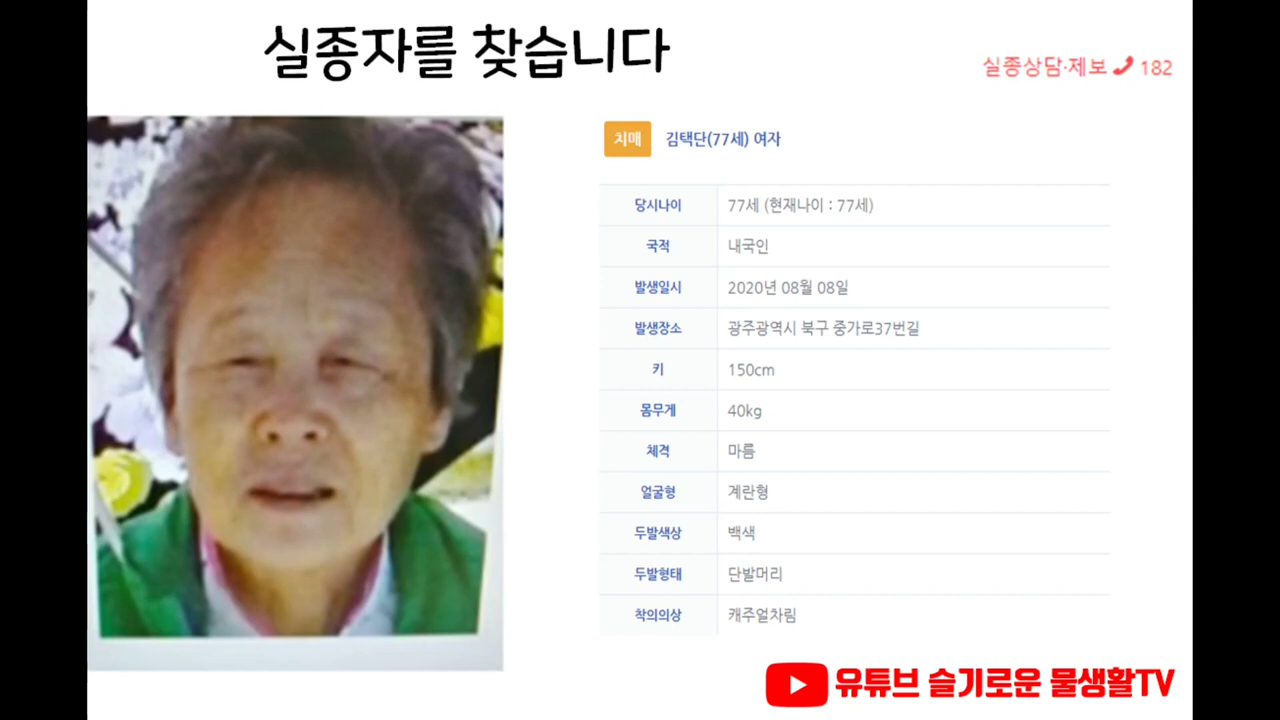 실종자를 찾습니다
실종상담·제보 182
치매 김택단(77세) 여자
당시나이 77세 (현재나이 : 77세)
국적 내국인
발생일시 2020년 08월 08일
발생장소 광주광역시 북구 중가로37번길
키 150cm
몸무게 40kg
체격 마름
얼굴형 계란형
두발색상 백색
두발형태 단발머리
착의의상 캐주얼차림
유튜브 슬기로운 물생활TV